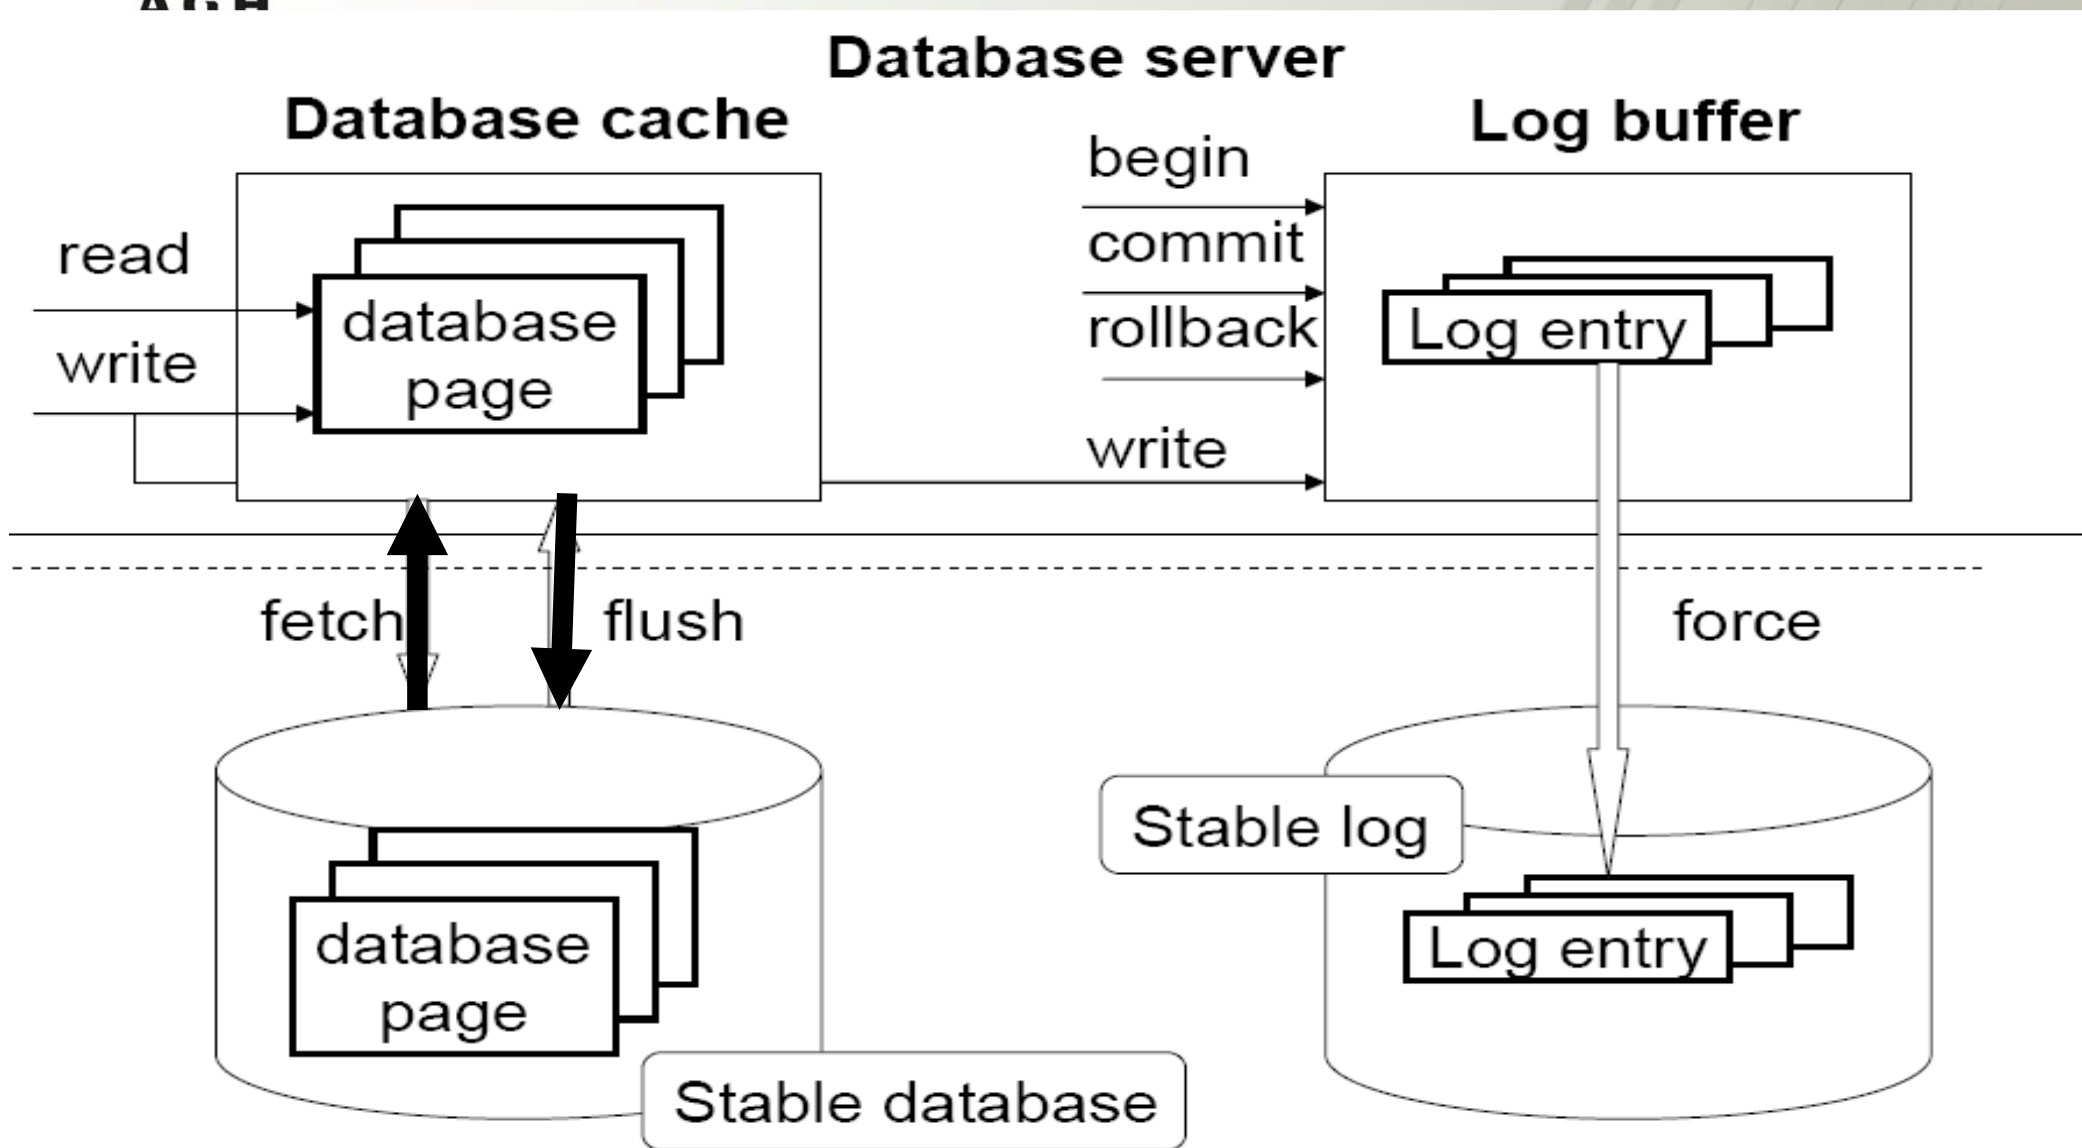 Database server
Database cache
Log buffer
begin
commit
rollback
write
read
write
database
page
Log entry
fetch
flush
force
Stable log
database
page
Log entry
Stable database